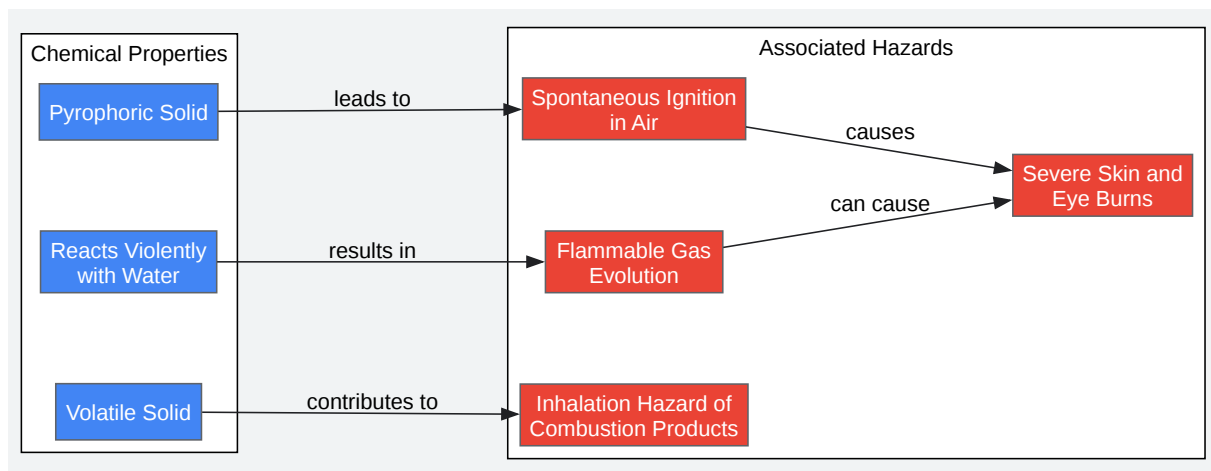 Chemical Properties
Associated Hazards
Pyrophoric Solid
leads to
Spontaneous Ignition
in Air
causes
Severe Skin and
Eye Burns
can cause
Reacts Violently
with Water
results in
Flammable Gas
Evolution
Volatile Solid
contributes to
Inhalation Hazard of
Combustion Products